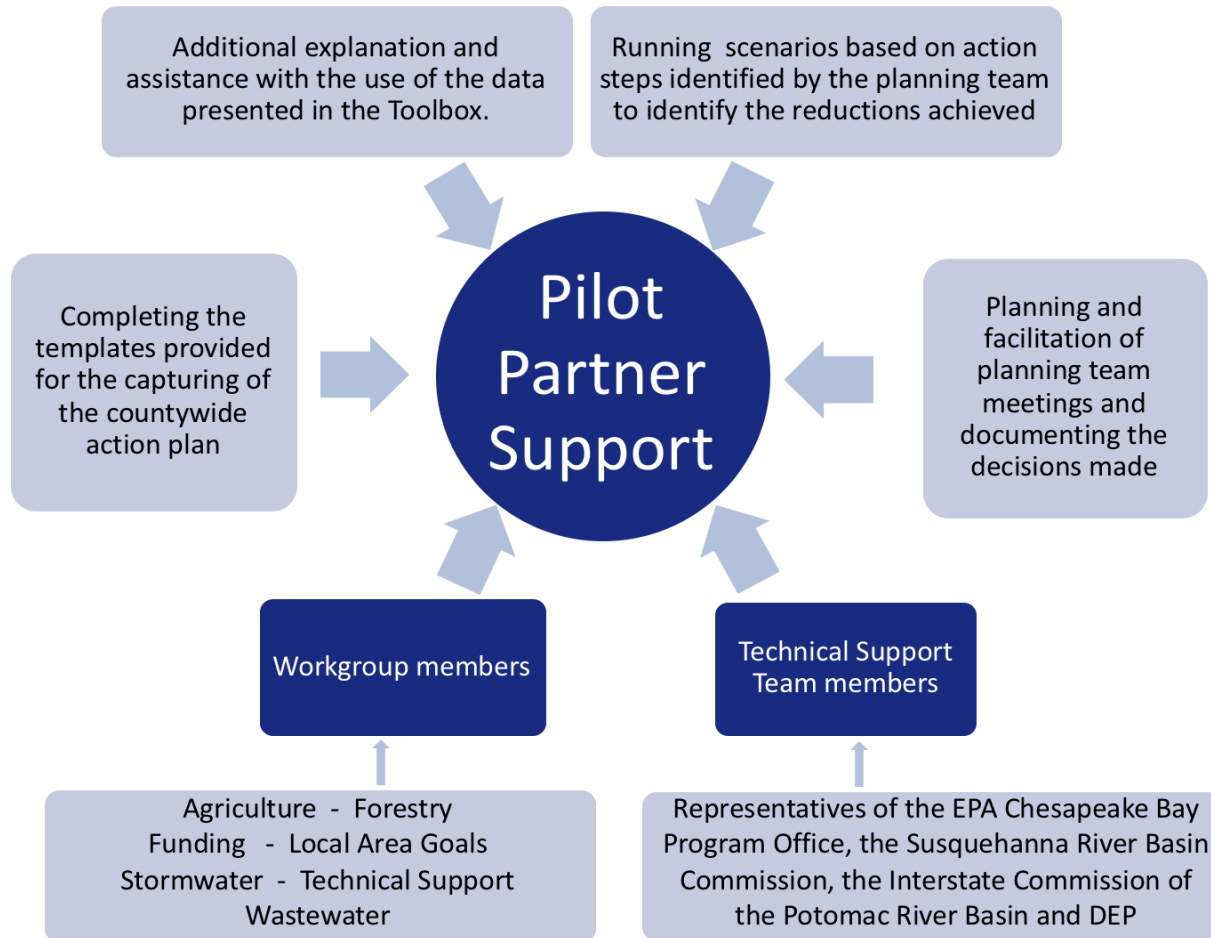 Additional explanation and
assistance with the use of the data
presented in the Toolbox.
Running scenarios based on action
steps identified by the planning team
to identify the reductions achieved
Completing the
templates provided
for the capturing of
the countywide
action plan
Pilot
Partner
Support
Planning and
facilitation of
planning team
meetings and
documenting the
decisions made
Workgroup members
Technical Support
Team members
Agriculture - Forestry
Funding - Local Area Goals
Stormwater - Technical Support
Wastewater
Representatives of the EPA Chesapeake Bay
Program Office, the Susquehanna River Basin
Commission, the Interstate Commission of
the Potomac River Basin and DEP